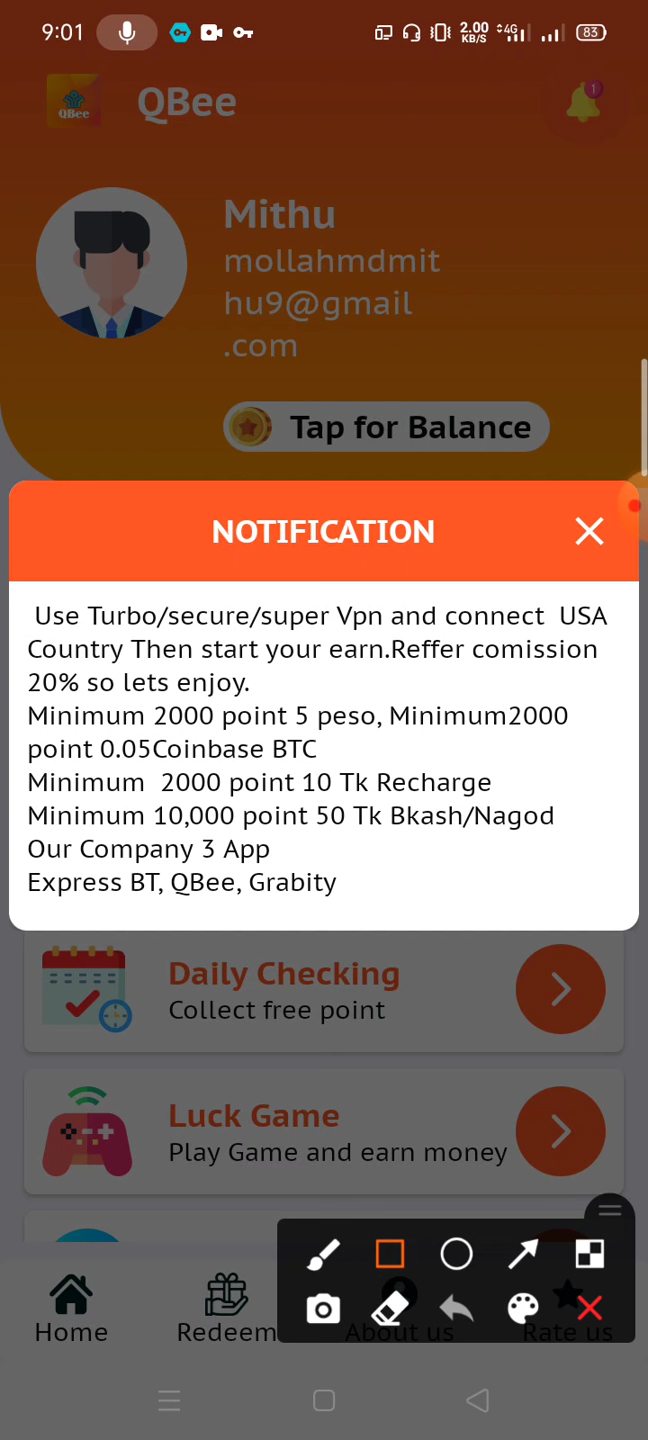 9:01
2.00
KB/S
4G
83
QBee
QBee
1
Mithu
mollahmdmit
hu9@gmail
.com
Tap for Balance
NOTIFICATION
Use Turbo/secure/super Vpn and connect  USA
Country Then start your earn.Reffer comission
20% so lets enjoy.
Minimum 2000 point 5 peso, Minimum2000
point 0.05Coinbase BTC
Minimum  2000 point 10 Tk Recharge
Minimum 10,000 point 50 Tk Bkash/Nagod
Our Company 3 App
Express BT, QBee, Grabity
Daily Checking
Collect free point
Luck Game
Play Game and earn money
Home
Redeem
About us
Rate us